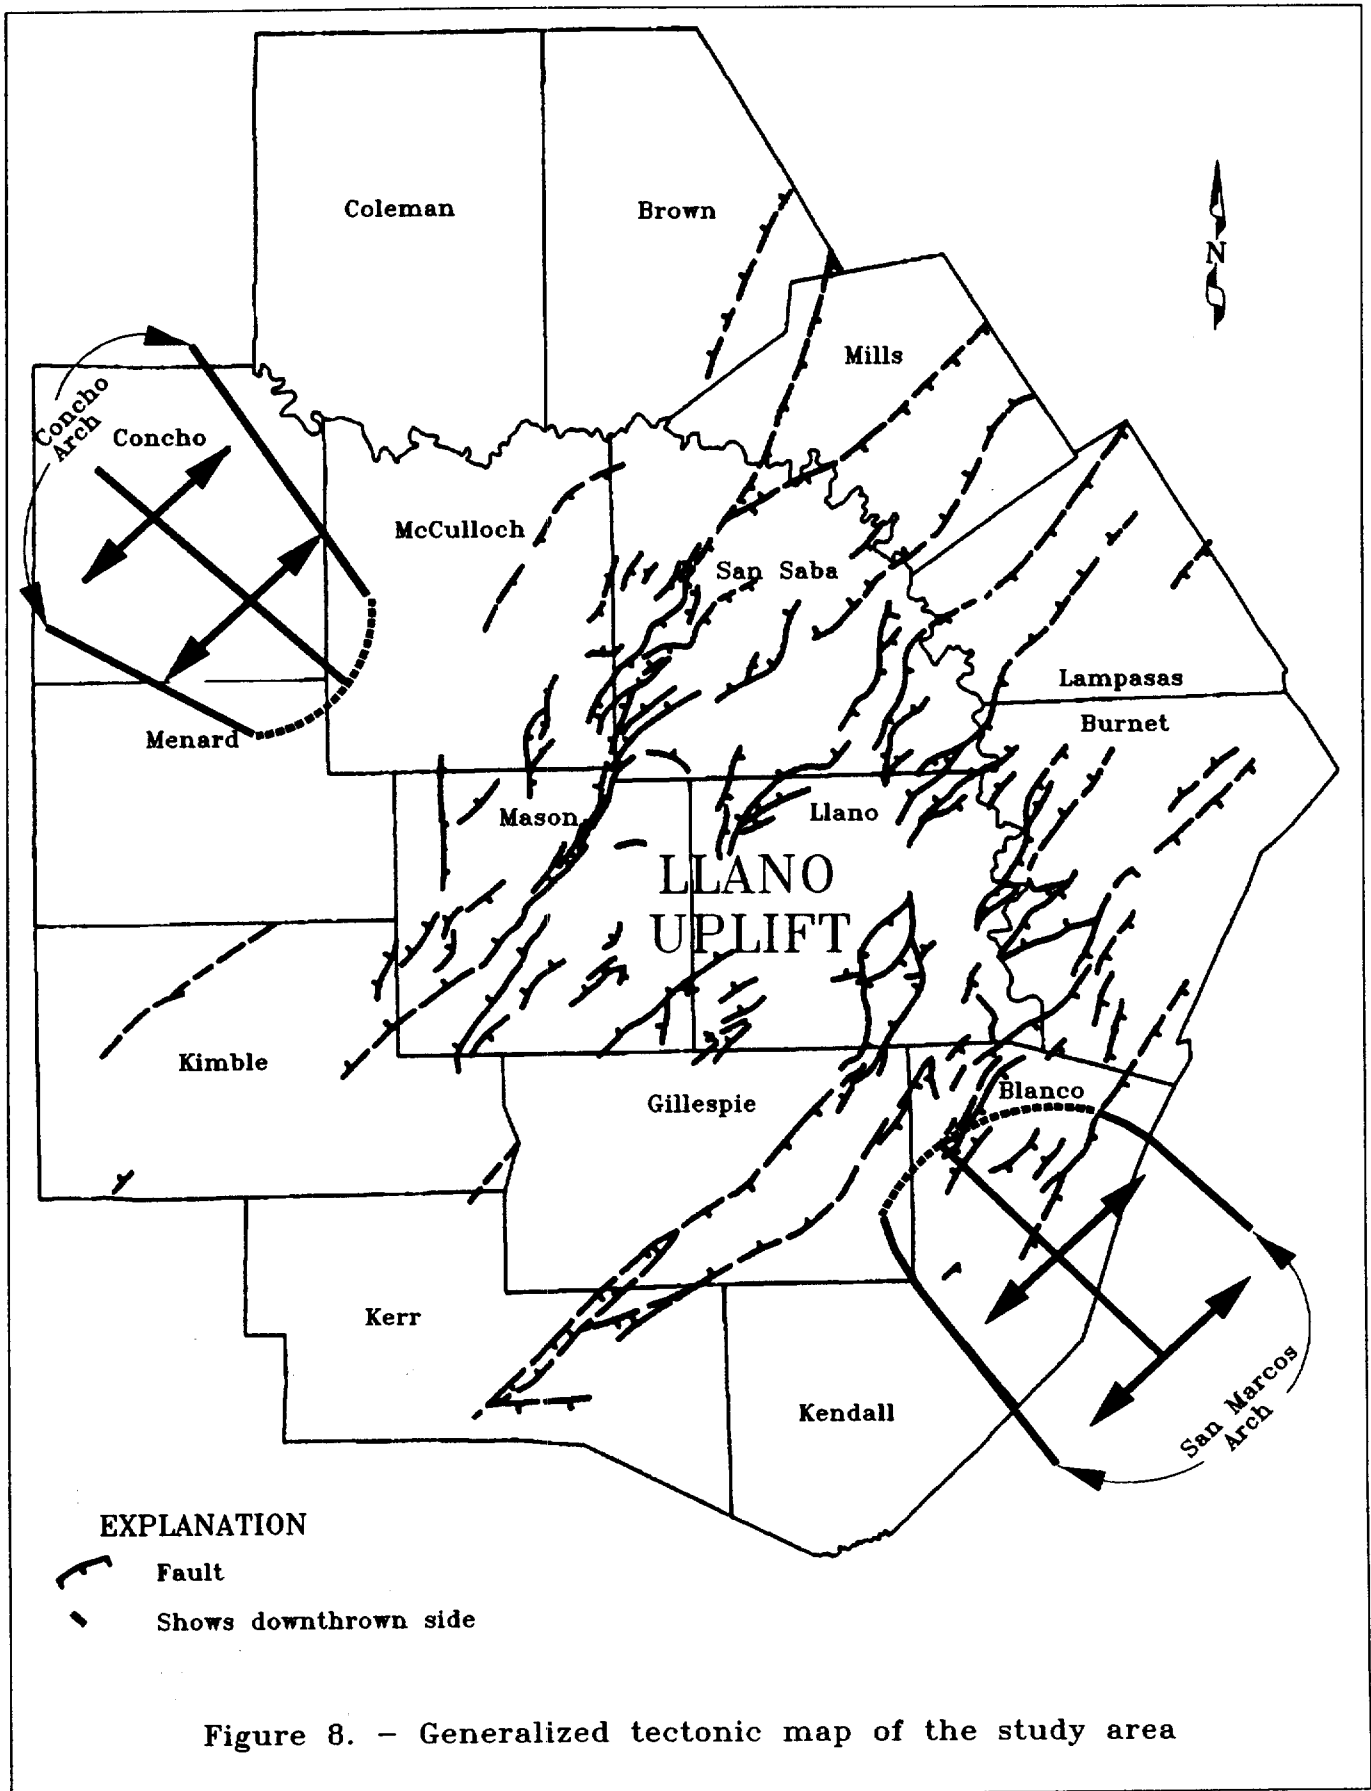 Coleman
Brown
N
Mills
Concho
Arch
Concho
McCulloch
San Saba
Lampasas
Menard
Burnet
Mason
Llano
LLANO
UPLIFT
Kimble
Gillespie
Blanco
Kerr
Kendall
San Marcos
Arch
EXPLANATION
Fault
Shows downthrown side
Figure 8. – Generalized tectonic map of the study area